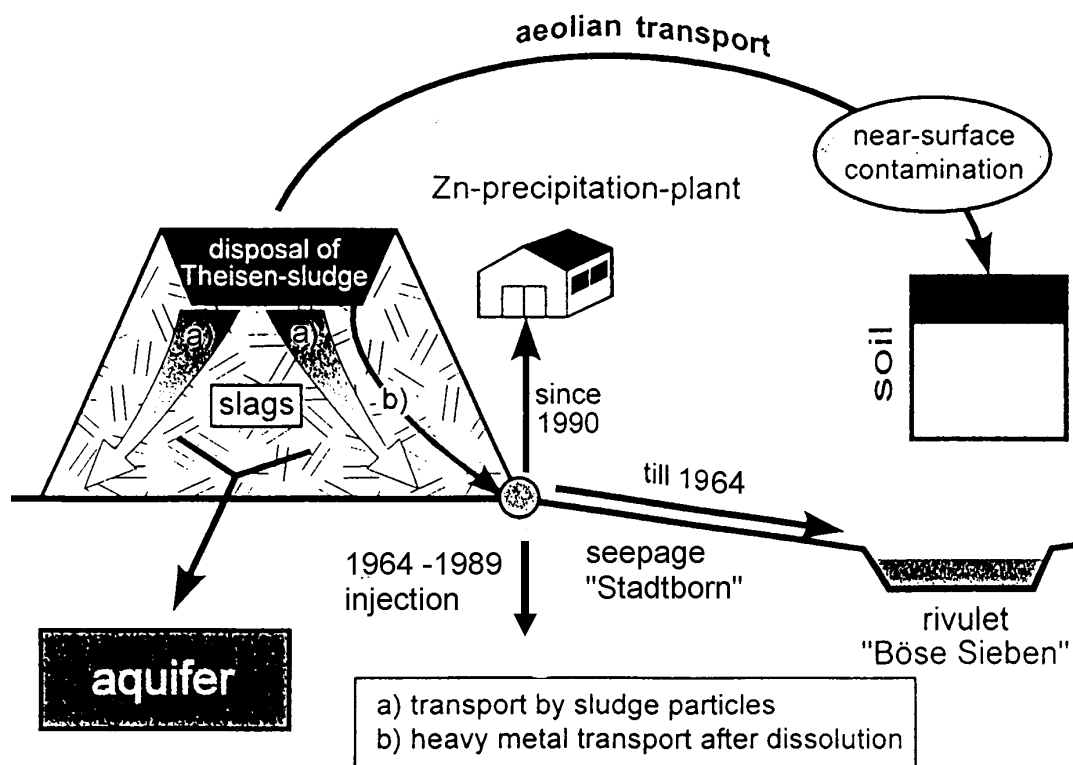 aeolian transport
near-surface
contamination
Zn-precipitation-plant
disposal of
Theisen-sludge
a)
a)
b)
slags
since
1990
soil
till 1964
1964 -1989
injection
seepage
"Stadtborn"
rivulet
"Böse Sieben"
aquifer
a) transport by sludge particles
b) heavy metal transport after dissolution